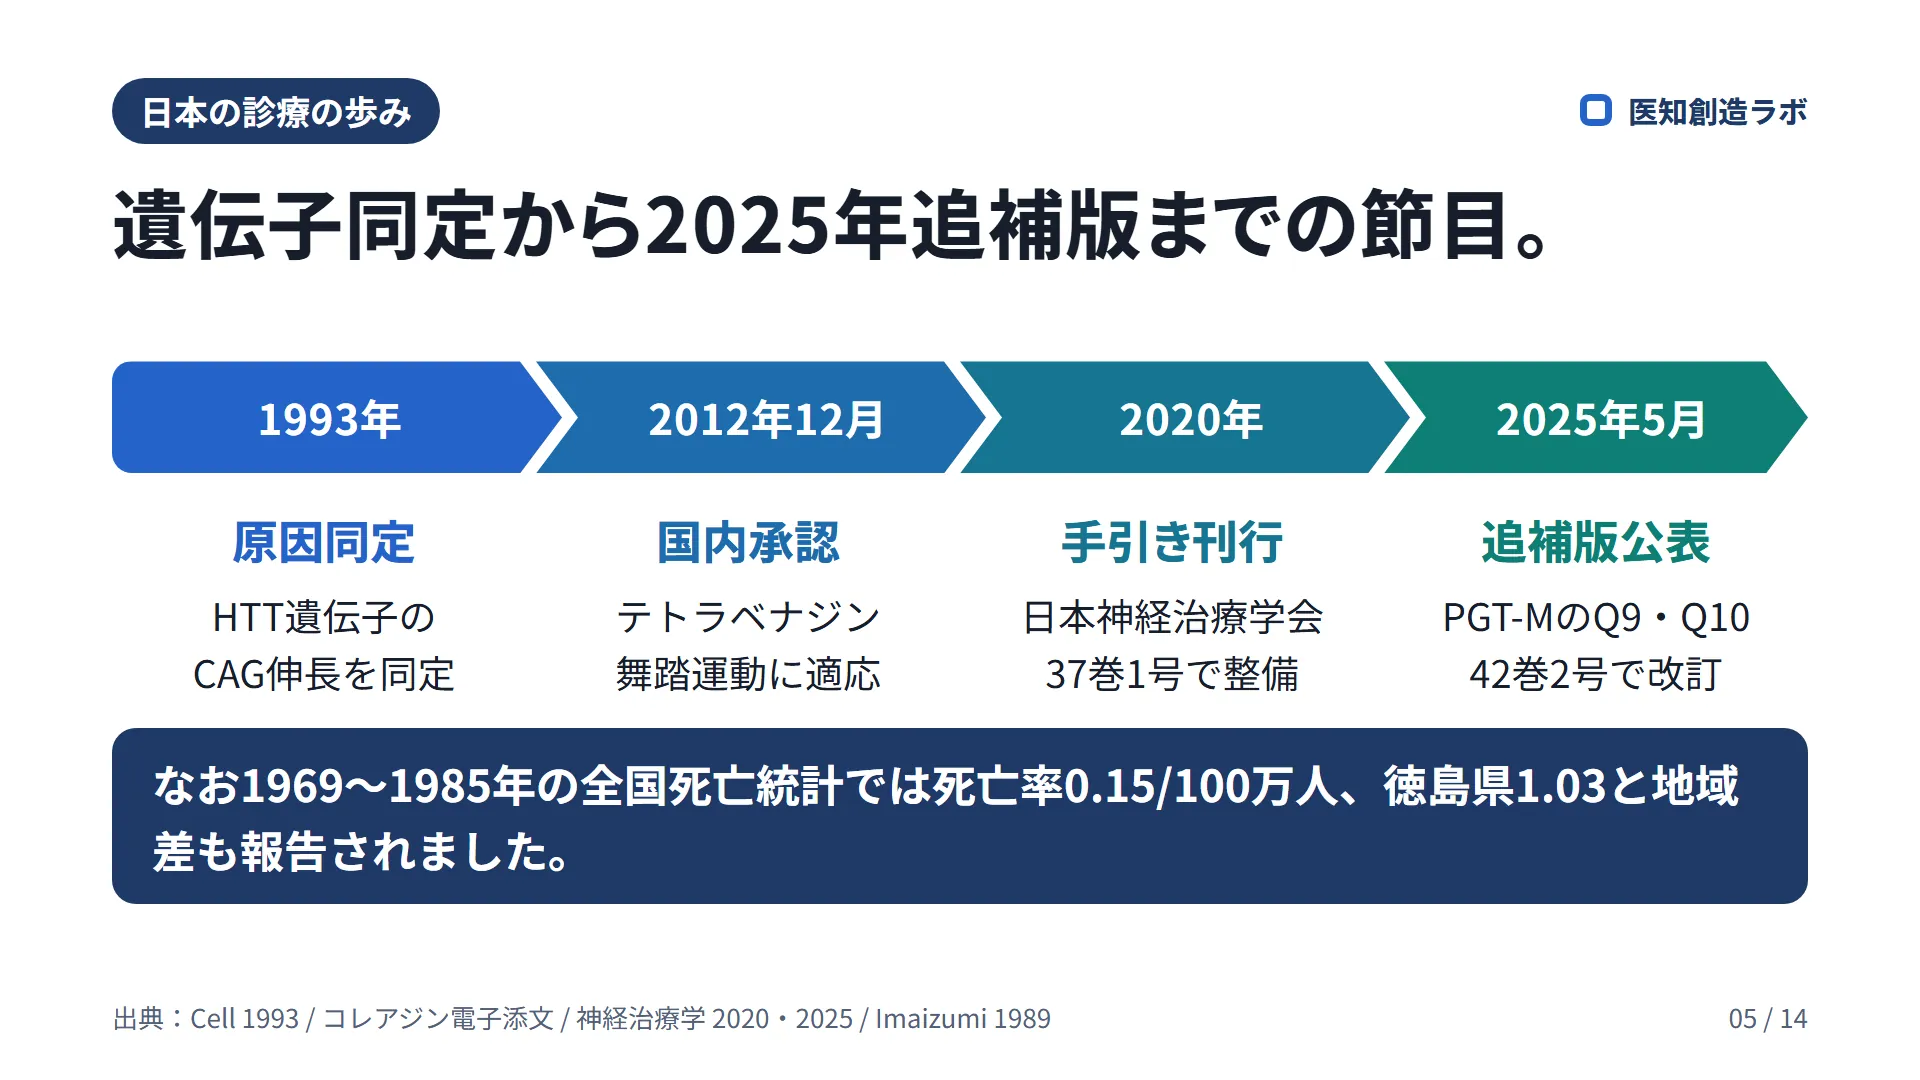 日本の診療の歩み
医知創造ラボ
遺伝子同定から2025年追補版までの節目。
1993年
2012年12月
2020年
2025年5月
原因同定
国内承認
手引き刊行
追補版公表
HTT遺伝子の
CAG伸長を同定
テトラベナジン
舞踏運動に適応
日本神経治療学会
37巻1号で整備
PGT-MのQ9・Q10
42巻2号で改訂
なお1969〜1985年の全国死亡統計では死亡率0.15/100万人、徳島県1.03と地域
差も報告されました。
出典：Cell 1993 / コレアジン電子添文 / 神経治療学 2020・2025 / Imaizumi 1989
05 / 14